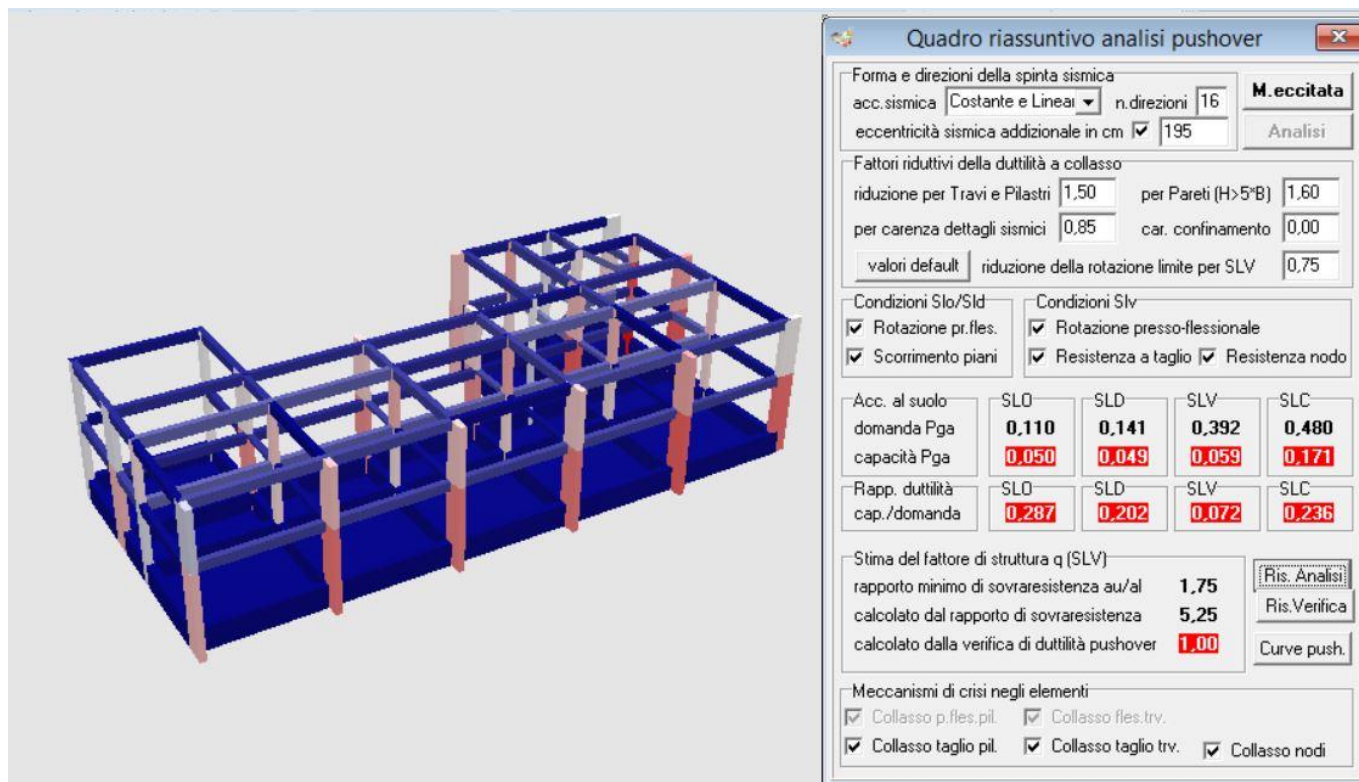 Quadro riassuntivo analisi pushover
Forma e direzioni della spinta sismica
acc.sismica Costante e Linear n.direzioni 16 M.eccitata
eccentricità sismica addizionale in cm 195 Analisi
Fattori riduttivi della duttilità a collasso
riduzione per Travi e Pilastri 1,50 per Pareti (H>5*B) 1,60
per carenza dettagli sismici 0,85 car. confinamento 0,00
valori default riduzione della rotazione limite per SLV 0,75
Condizioni Slo/Sld Condizioni Slv
Rotazione pr.fles. Rotazione presso-flessionale
Scorrimento piani Resistenza a taglio Resistenza nodo
Acc. al suolo SLO SLD SLV SLC
domanda Pga 0,110 0,141 0,392 0,480
capacità Pga 0,050 0,049 0,059 0,171
Rapp. duttilità SLO SLD SLV SLC
cap./domanda 0,287 0,202 0,072 0,236
Stima del fattore di struttura q (SLV)
rapporto minimo di sovraresistenza au/al 1,75 Ris. Analisi
calcolato dal rapporto di sovraresistenza 5,25 Ris.Verifica
calcolato dalla verifica di duttilità pushover 1,00 Curve push.
Meccanismi di crisi negli elementi
Collasso p.fles.pil. Collasso fles.trv.
Collasso taglio pil. Collasso taglio trv. Collasso nodi